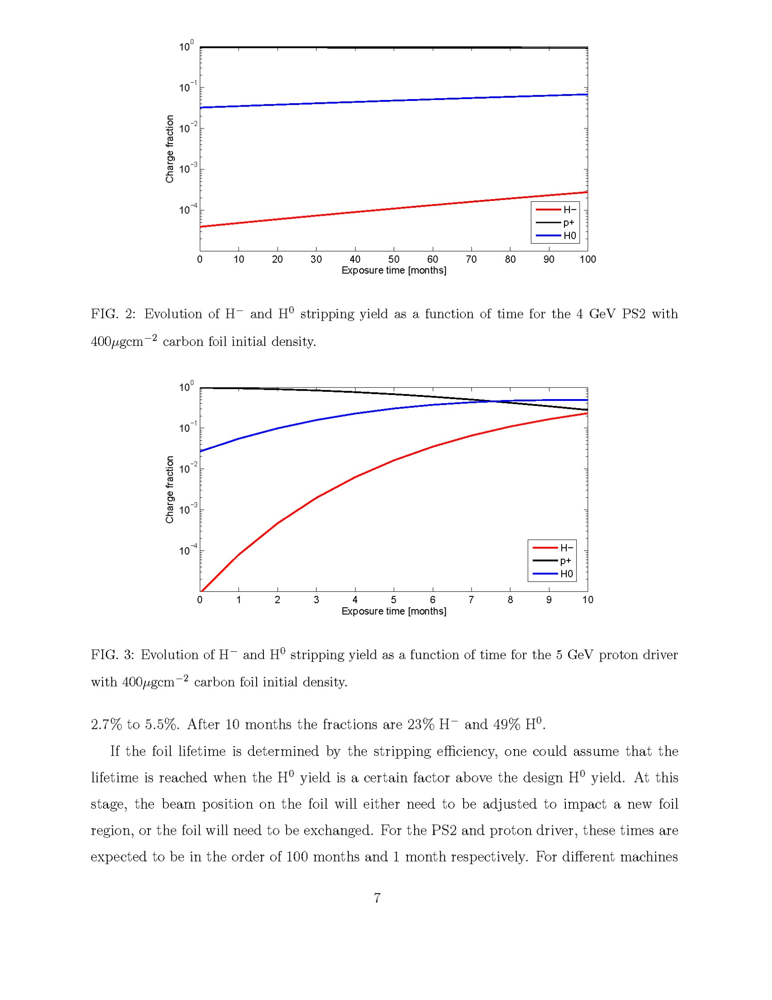 10⁰
10⁻¹
10⁻²
10⁻³
10⁻⁴
Charge fraction
H−
p+
H0
0 10 20 30 40 50 60 70 80 90 100
Exposure time [months]
FIG. 2: Evolution of H⁻ and H⁰ stripping yield as a function of time for the 4 GeV PS2 with
400μgcm⁻² carbon foil initial density.
10⁰
10⁻¹
10⁻²
10⁻³
10⁻⁴
Charge fraction
H−
p+
H0
0 1 2 3 4 5 6 7 8 9 10
Exposure time [months]
FIG. 3: Evolution of H⁻ and H⁰ stripping yield as a function of time for the 5 GeV proton driver
with 400μgcm⁻² carbon foil initial density.
2.7% to 5.5%. After 10 months the fractions are 23% H⁻ and 49% H⁰.
If the foil lifetime is determined by the stripping efficiency, one could assume that the
lifetime is reached when the H⁰ yield is a certain factor above the design H⁰ yield. At this
stage, the beam position on the foil will either need to be adjusted to impact a new foil
region, or the foil will need to be exchanged. For the PS2 and proton driver, these times are
expected to be in the order of 100 months and 1 month respectively. For different machines
7